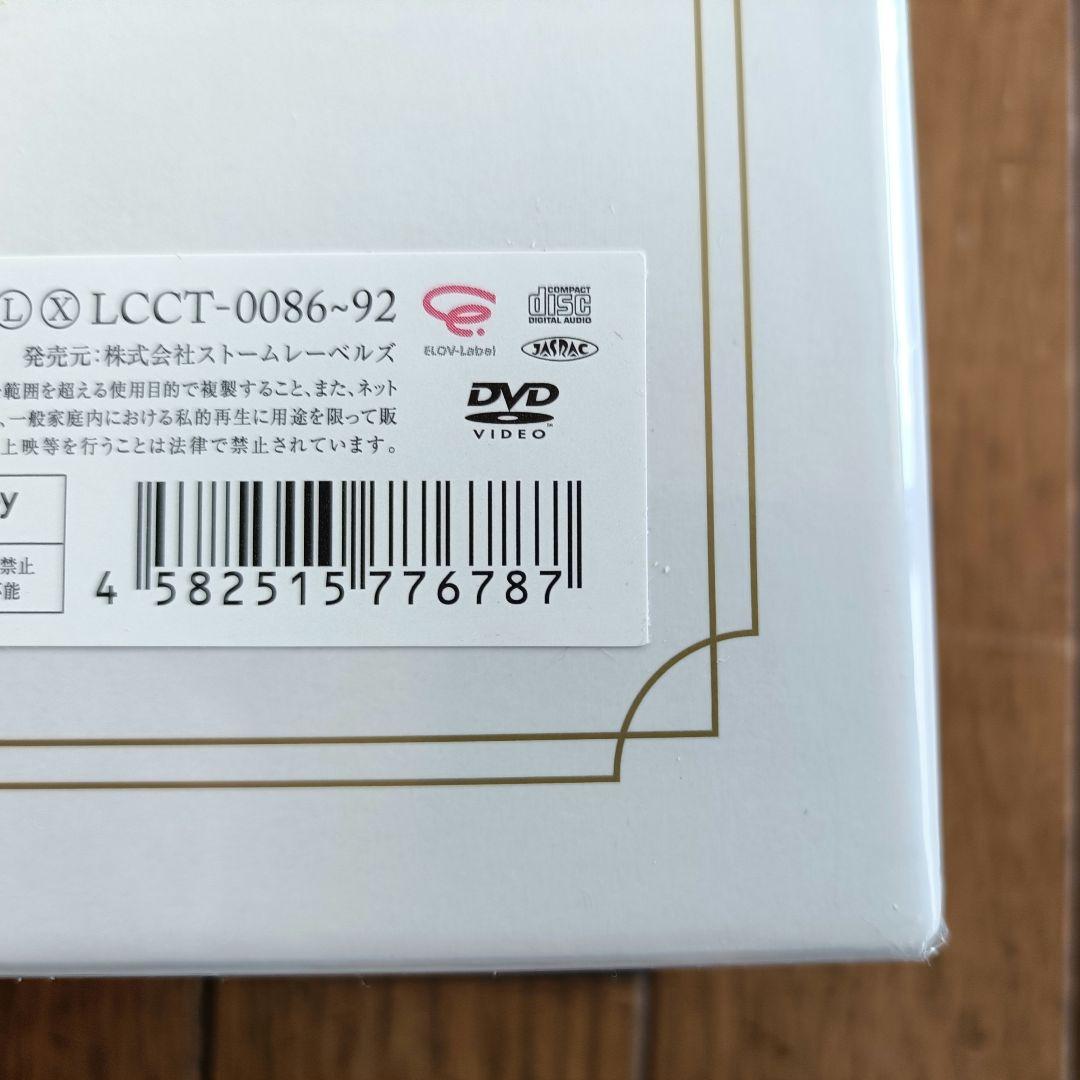 Ⓛ Ⓧ LCCT-0086~92
発売元:株式会社ストームレーベルズ
範囲を超える使用目的で複製すること、また、ネット
、一般家庭内における私的再生に用途を限って販
上映等を行うことは法律で禁止されています。
ELOV-Label
COMPACT
disc
DIGITAL AUDIO
JASRAC
DVD
VIDEO
y
禁止
能
4 582515 776787